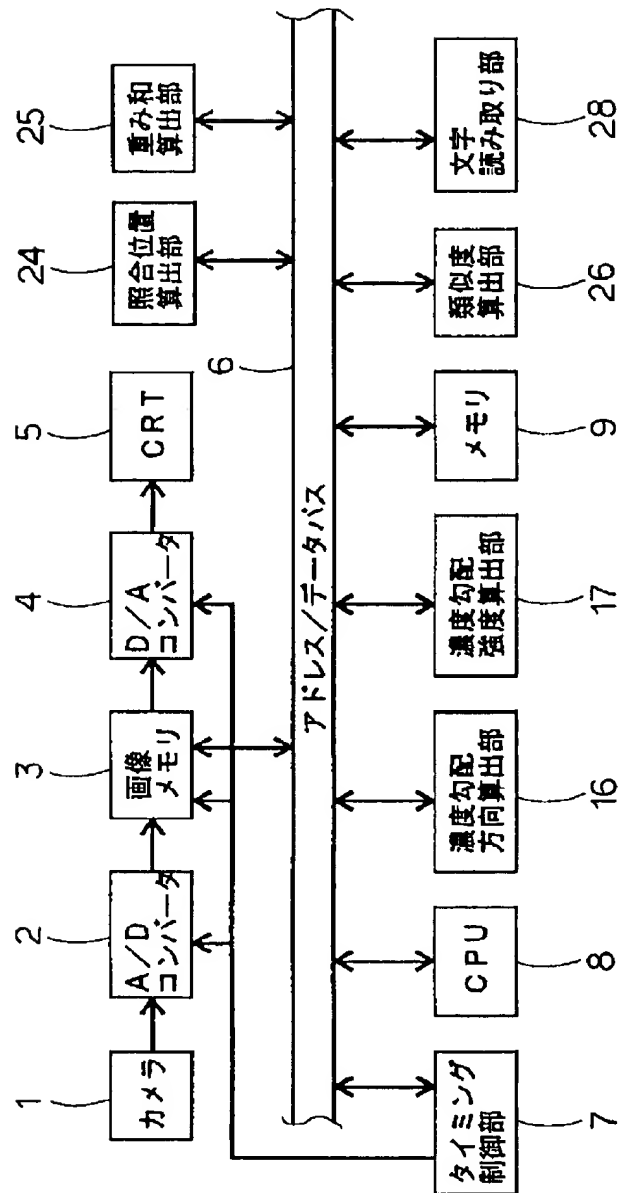 1
カメラ
2
A/D
コンバータ
3
画像
メモリ
4
D/A
コンバータ
5
CRT
24
照合位置
算出部
25
重み和
算出部
6
アドレス/データバス
タイミング
制御部
7
CPU
8
濃度勾配
方向算出部
16
濃度勾配
強度算出部
17
メモリ
9
類似度
算出部
26
文字
読み取り部
28